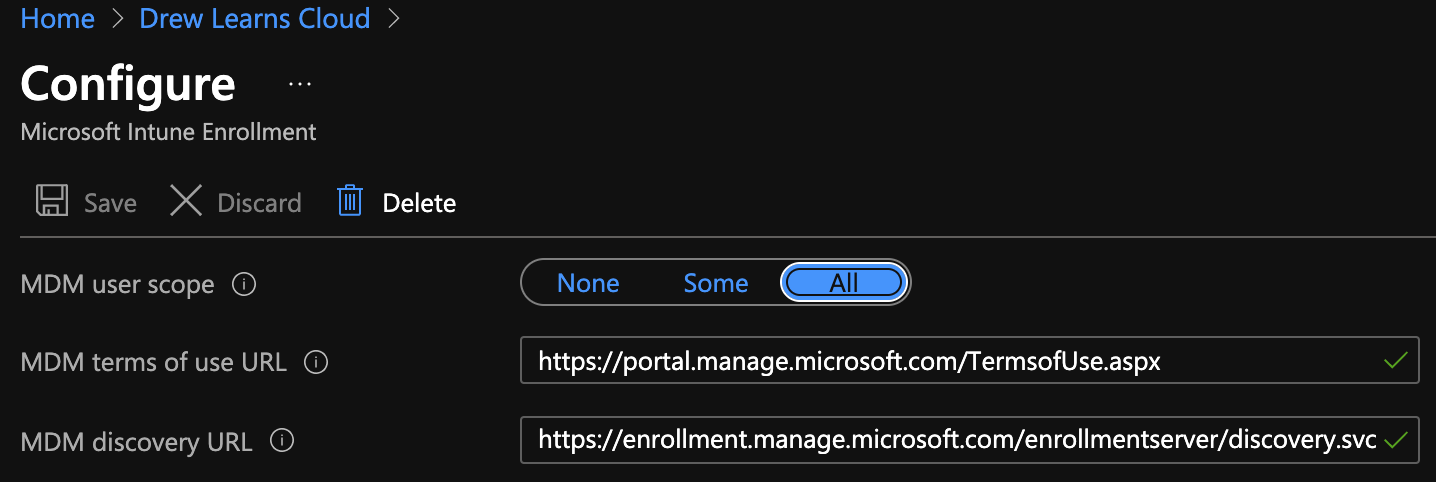 Home > Drew Learns Cloud >
Configure ...
Microsoft Intune Enrollment
Save Discard Delete
MDM user scope None Some All
MDM terms of use URL https://portal.manage.microsoft.com/TermsofUse.aspx
MDM discovery URL https://enrollment.manage.microsoft.com/enrollmentserver/discovery.svc